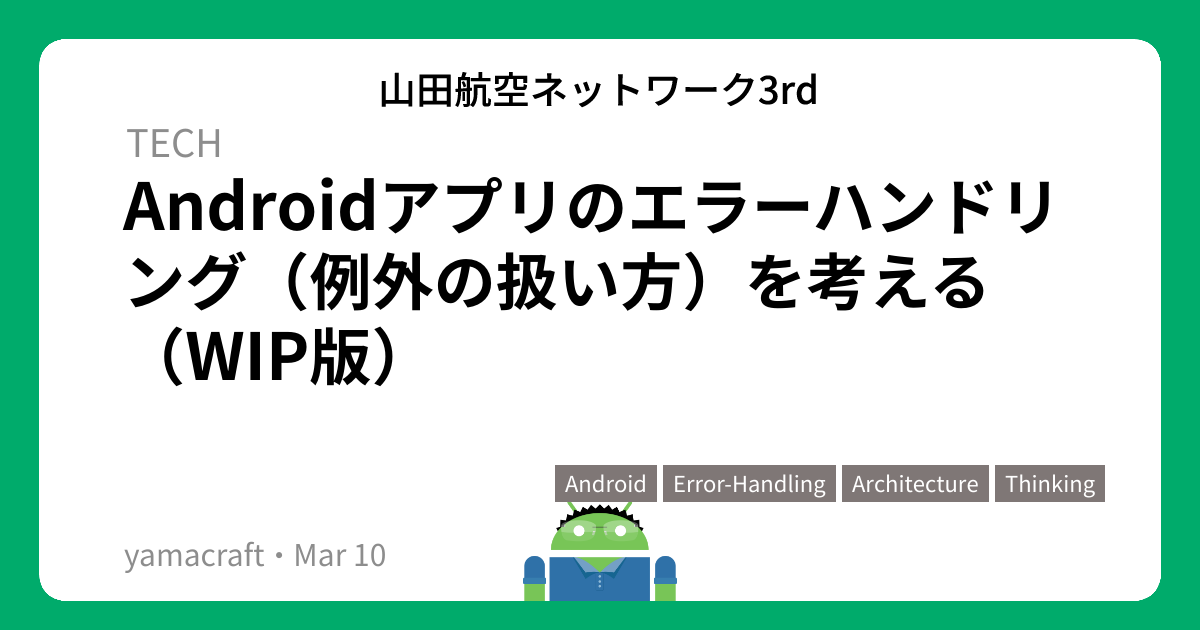 山田航空ネットワーク3rd
TECH
Androidアプリのエラーハンドリ
ング（例外の扱い方）を考える
（WIP版）
Android Error-Handling Architecture Thinking
yamacraft・Mar 10